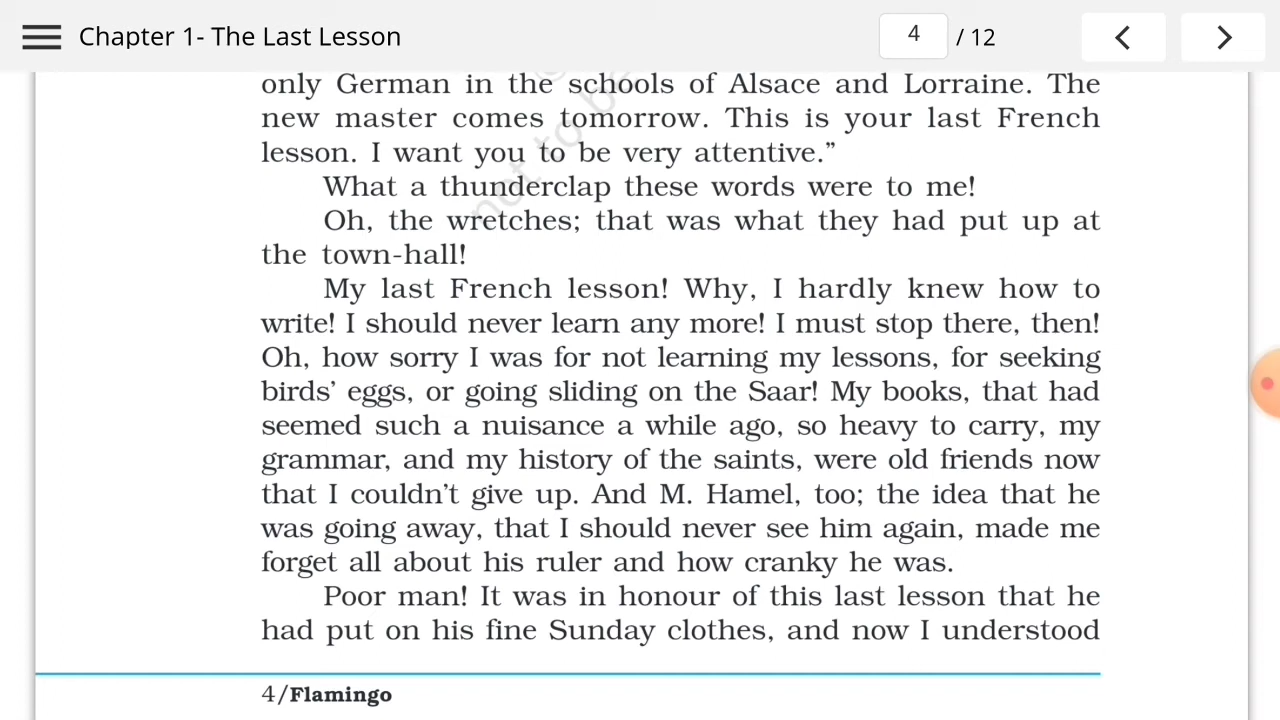 Chapter 1- The Last Lesson
4 / 12
only German in the schools of Alsace and Lorraine. The
new master comes tomorrow. This is your last French
lesson. I want you to be very attentive.”
What a thunderclap these words were to me!
Oh, the wretches; that was what they had put up at
the town-hall!
My last French lesson! Why, I hardly knew how to
write! I should never learn any more! I must stop there, then!
Oh, how sorry I was for not learning my lessons, for seeking
birds’ eggs, or going sliding on the Saar! My books, that had
seemed such a nuisance a while ago, so heavy to carry, my
grammar, and my history of the saints, were old friends now
that I couldn’t give up. And M. Hamel, too; the idea that he
was going away, that I should never see him again, made me
forget all about his ruler and how cranky he was.
Poor man! It was in honour of this last lesson that he
had put on his fine Sunday clothes, and now I understood
4/Flamingo
not to b